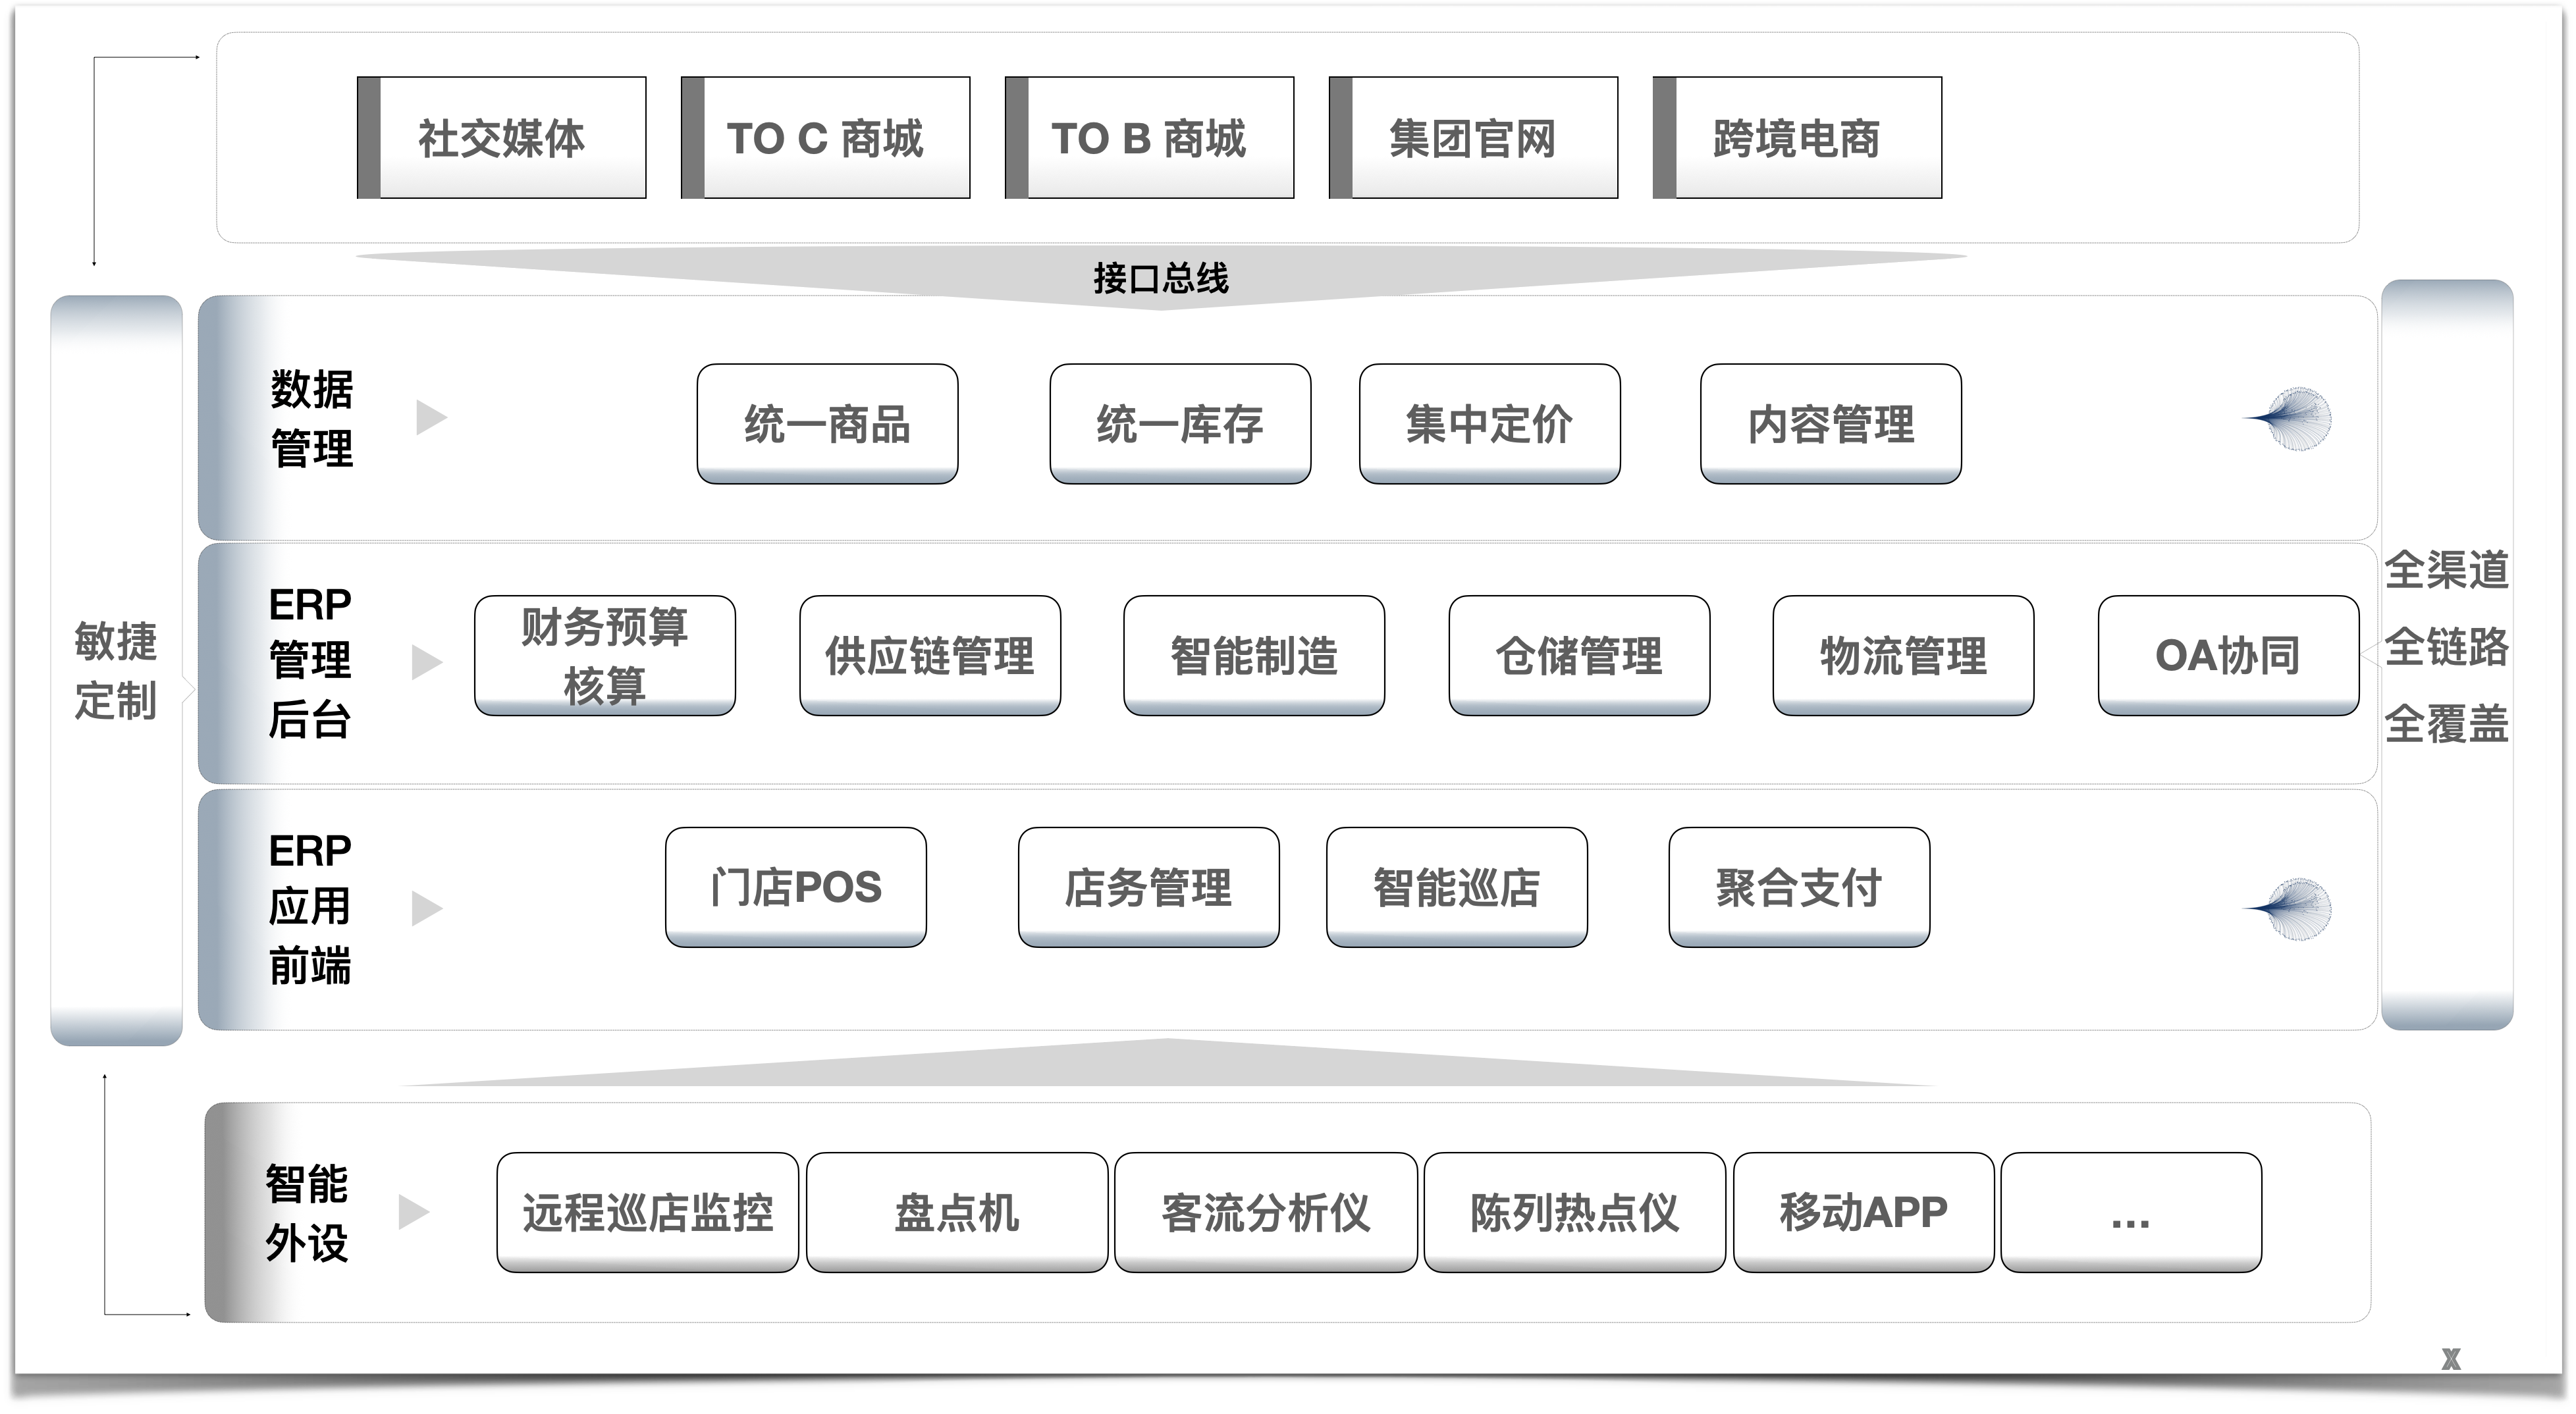 社交媒体
TO C 商城
TO B 商城
集团官网
跨境电商
接口总线
敏捷
定制
数据
管理
统一商品
统一库存
集中定价
内容管理
ERP
管理
后台
财务预算
核算
供应链管理
智能制造
仓储管理
物流管理
OA协同
全渠道
全链路
全覆盖
ERP
应用
前端
门店POS
店务管理
智能巡店
聚合支付
智能
外设
远程巡店监控
盘点机
客流分析仪
陈列热点仪
移动APP
...
X